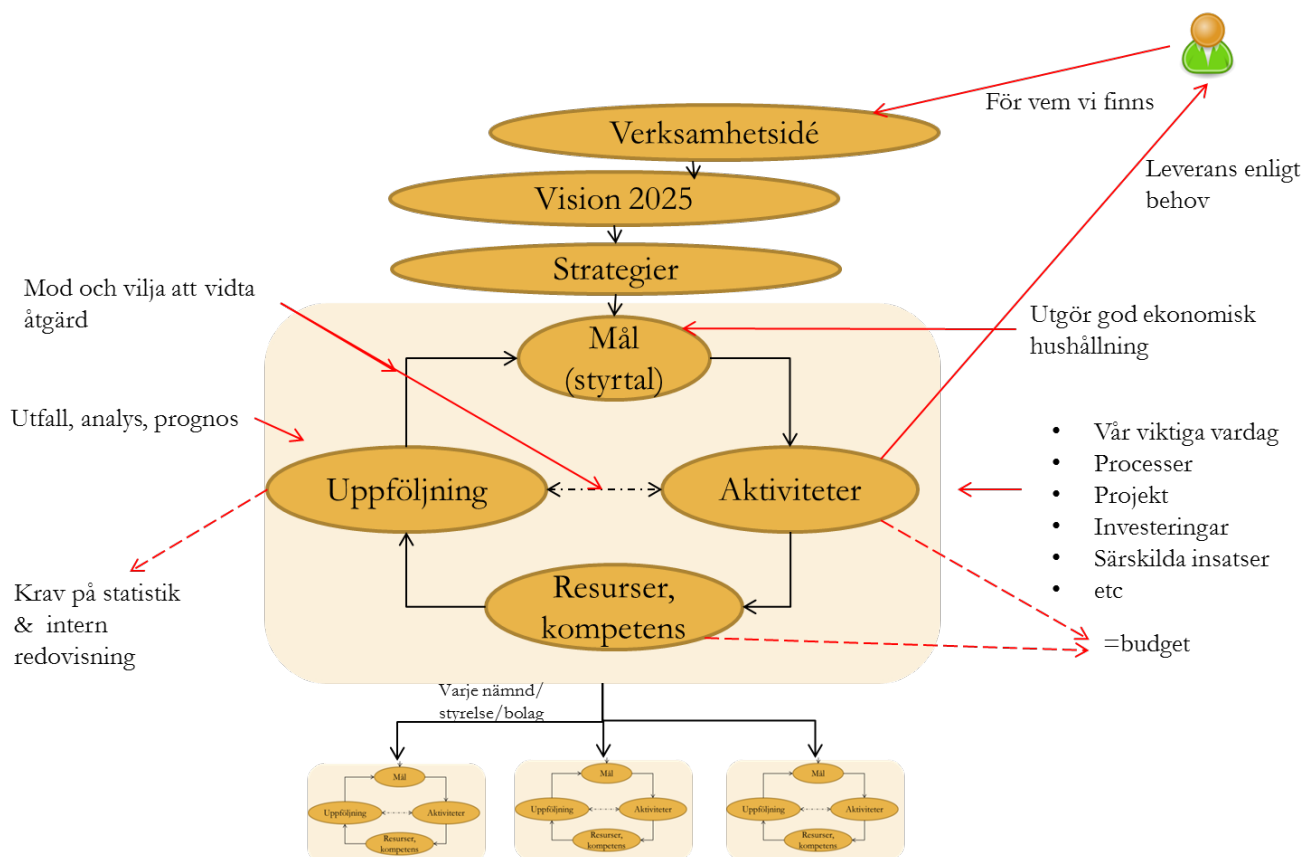 För vem vi finns
Verksamhetsidé
Leverans enligt
behov
Vision 2025
Strategier
Mod och vilja att vidta
åtgärd
Mål
(styrtal)
Utgör god ekonomisk
hushållning
Utfall, analys, prognos
Uppföljning
Aktiviteter
• Vår viktiga vardag
• Processer
• Projekt
• Investeringar
• Särskilda insatser
• etc
Resurser,
kompetens
Krav på statistik
& intern
redovisning
=budget
Varje nämnd/
styrelse/bolag
Mål
Uppföljning
Aktiviteter
Resurser,
kompetens
Mål
Uppföljning
Aktiviteter
Resurser,
kompetens
Mål
Uppföljning
Aktiviteter
Resurser,
kompetens